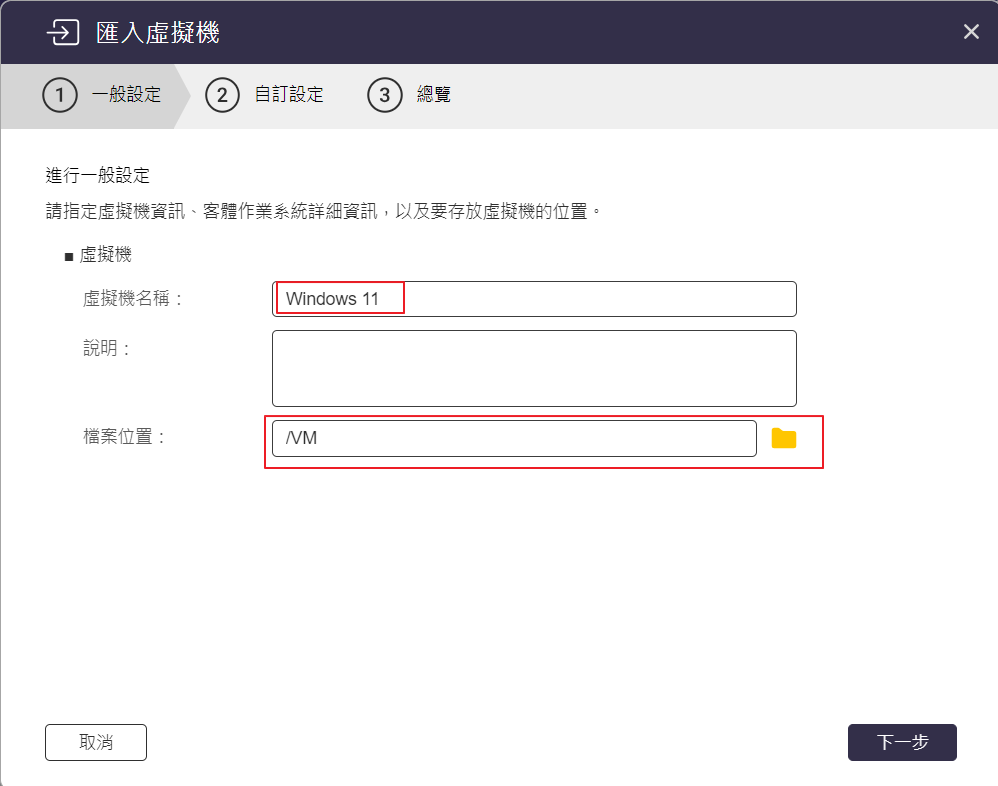 匯入虛擬機
1 一般設定 2 自訂設定 3 總覽
進行一般設定
請指定虛擬機資訊、客體作業系統詳細資訊，以及要存放虛擬機的位置。
■ 虛擬機
虛擬機名稱： Windows 11
說明：
檔案位置： /VM
取消 下一步